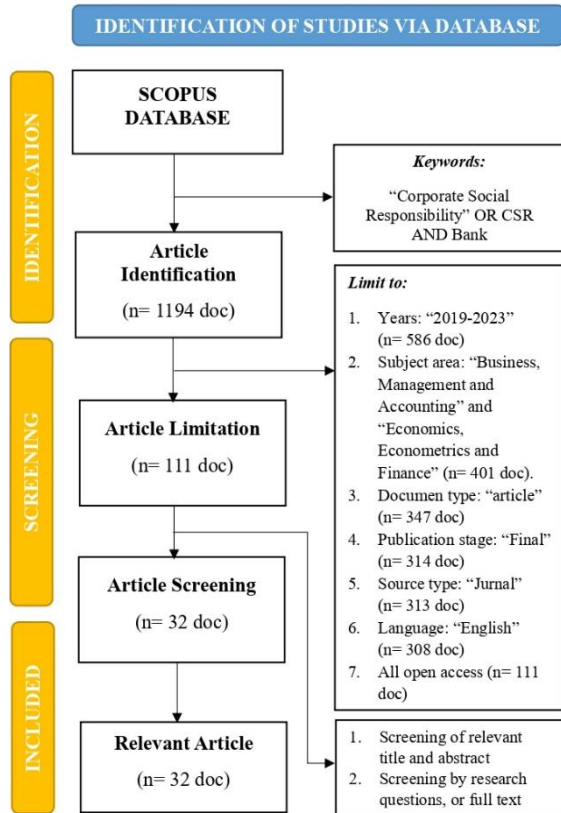 IDENTIFICATION OF STUDIES VIA DATABASE
IDENTIFICATION
SCOPUS
DATABASE
Keywords:
“Corporate Social
Responsibility” OR CSR
AND Bank
Article
Identification
(n= 1194 doc)
Limit to:
1. Years: “2019-2023”
(n= 586 doc)
2. Subject area: “Business,
Management and
Accounting” and
“Economics,
Econometrics and
Finance” (n= 401 doc).
3. Documen type: “article”
(n= 347 doc)
4. Publication stage: “Final”
(n= 314 doc)
5. Source type: “Jurnal”
(n= 313 doc)
6. Language: “English”
(n= 308 doc)
7. All open access (n= 111
doc)
SCREENING
Article Limitation
(n= 111 doc)
Article Screening
(n= 32 doc)
INCLUDED
Relevant Article
(n= 32 doc)
1. Screening of relevant
title and abstract
2. Screening by research
questions, or full text